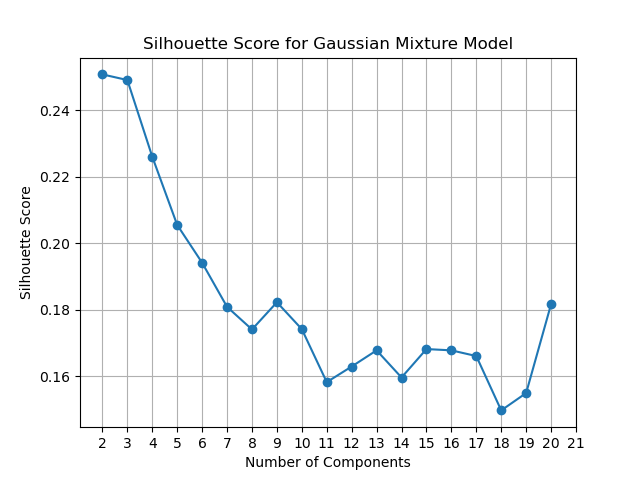 Silhouette Score for Gaussian Mixture Model
0.24
0.22
0.20
0.18
0.16
Silhouette Score
2 3 4 5 6 7 8 9 10 11 12 13 14 15 16 17 18 19 20 21
Number of Components